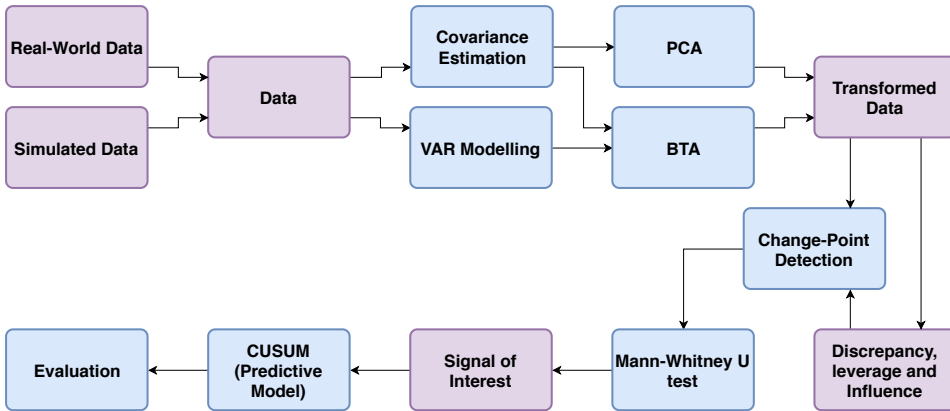 Real-World Data
Simulated Data
Data
Covariance
Estimation
VAR Modelling
PCA
BTA
Transformed
Data
Change-Point
Detection
Discrepancy,
leverage and
Influence
Mann-Whitney U
test
Signal of
Interest
CUSUM
(Predictive
Model)
Evaluation